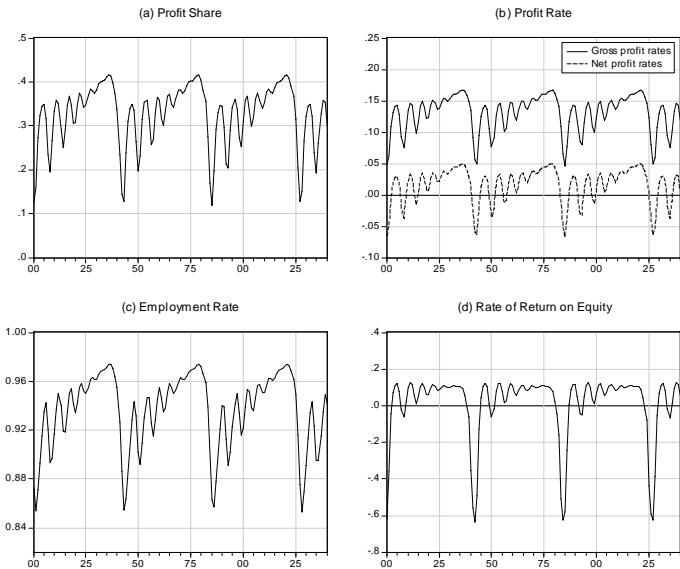 (a) Profit Share
.5
.4
.3
.2
.1
.0
00 25 50 75 00 25
(b) Profit Rate
.25
.20
.15
.10
.05
.00
-.05
-.10
Gross profit rates
Net profit rates
00 25 50 75 00 25
(c) Employment Rate
1.00
0.96
0.92
0.88
0.84
00 25 50 75 00 25
(d) Rate of Return on Equity
.4
.2
.0
-.2
-.4
-.6
-.8
00 25 50 75 00 25